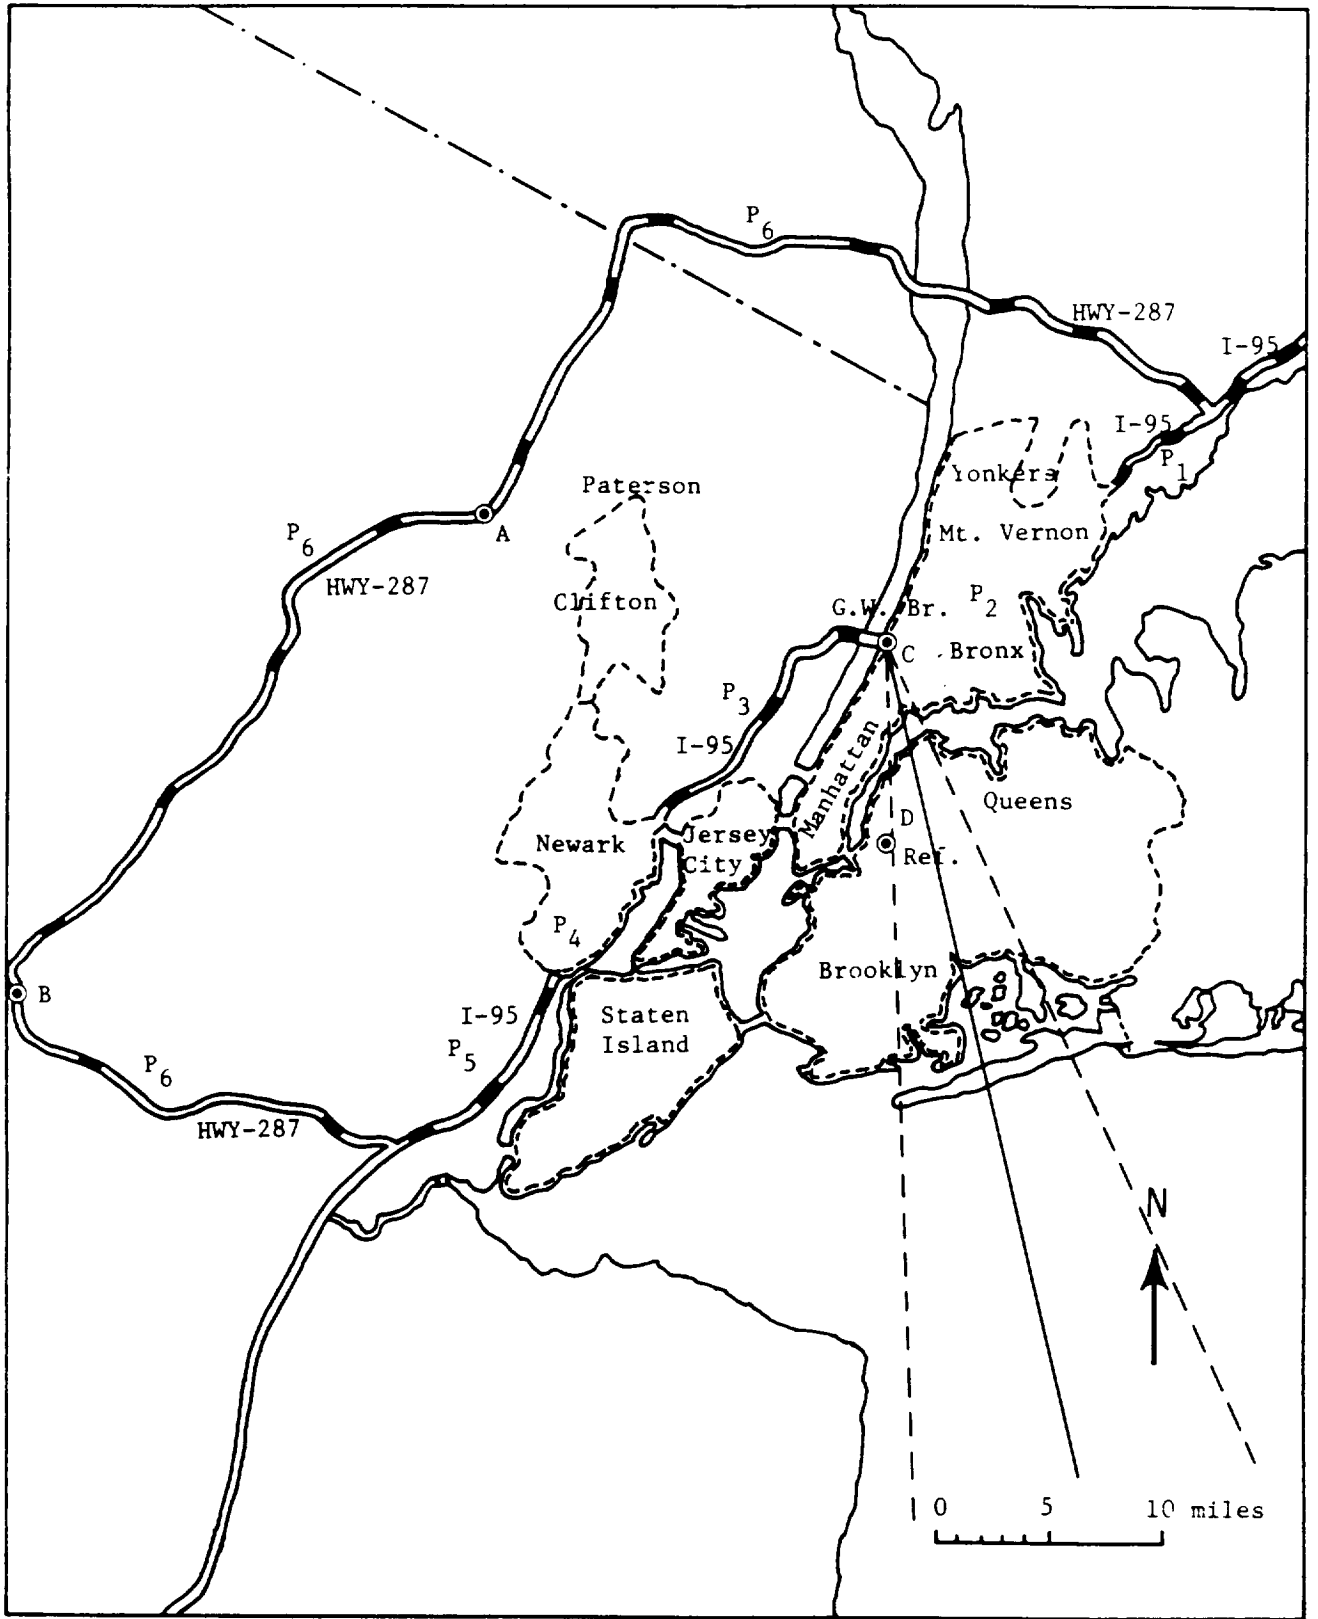 P6
HWY-287
I-95
I-95
P1
Yonkers
Paterson
Mt. Vernon
A
P6
HWY-287
Clifton
G.W. Br.
P2
C
Bronx
P3
I-95
Manhattan
Queens
D
Ref.
Newark
Jersey
City
P4
Brooklyn
B
I-95
Staten
Island
P5
P6
HWY-287
N
0 5 10 miles